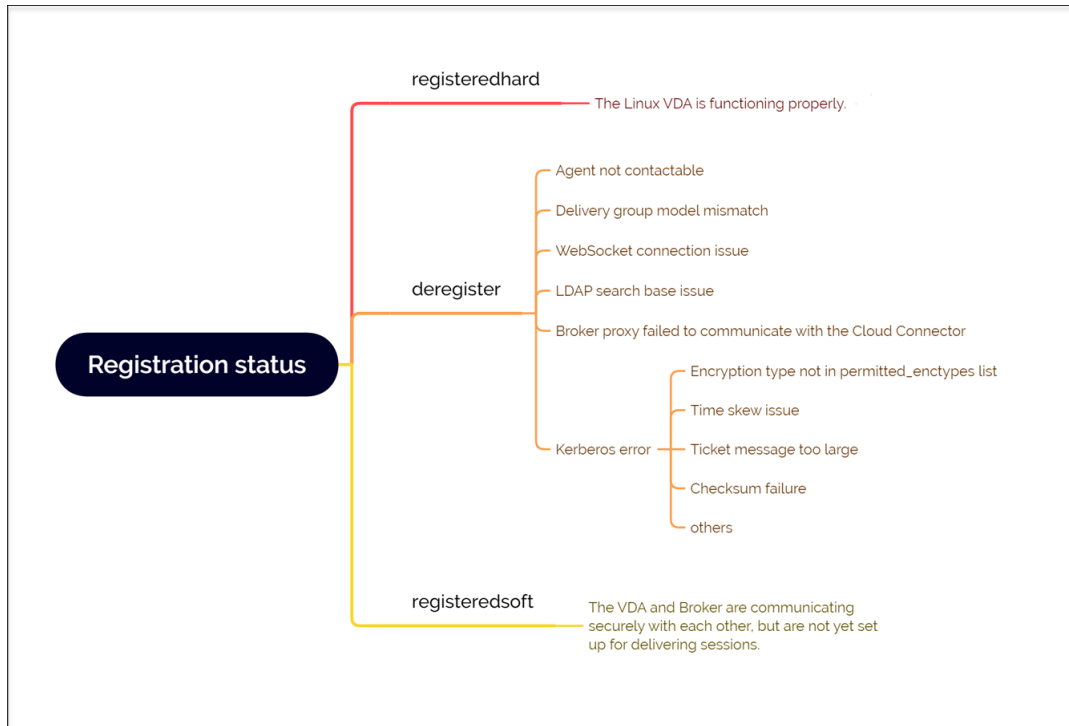 registeredhard
The Linux VDA is functioning properly.
Agent not contactable
Delivery group model mismatch
WebSocket connection issue
deregister
LDAP search base issue
Broker proxy failed to communicate with the Cloud Connector
Registration status
Encryption type not in permitted_enctypes list
Time skew issue
Kerberos error
Ticket message too large
Checksum failure
others
registeredsoft
The VDA and Broker are communicating
securely with each other, but are not yet set
up for delivering sessions.